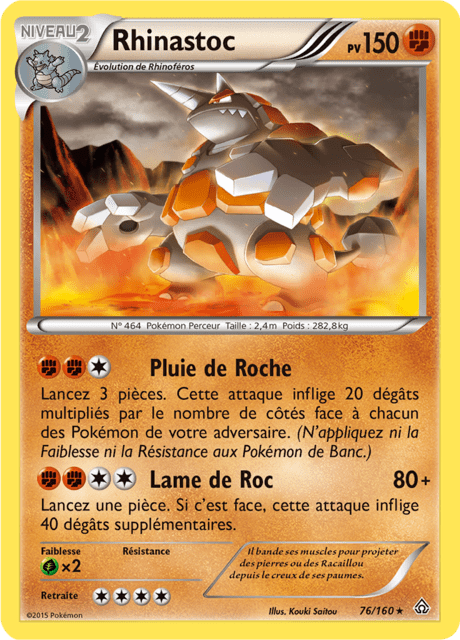 NIVEAU2
Rhinastoc
PV 150
Évolution de Rhinoféros
N° 464 Pokémon Perceur Taille : 2,4m Poids : 282,8kg
Pluie de Roche
Lancez 3 pièces. Cette attaque inflige 20 dégâts
multipliés par le nombre de côtés face à chacun
des Pokémon de votre adversaire. (N'appliquez ni la
Faiblesse ni la Résistance aux Pokémon de Banc.)
Lame de Roc 80+
Lancez une pièce. Si c'est face, cette attaque inflige
40 dégâts supplémentaires.
Faiblesse Résistance
×2
Il bande ses muscles pour projeter
des pierres ou des Racaillou
depuis le creux de ses paumes.
Retraite
©2015 Pokémon
Illus. Kouki Saitou
76/160 ★